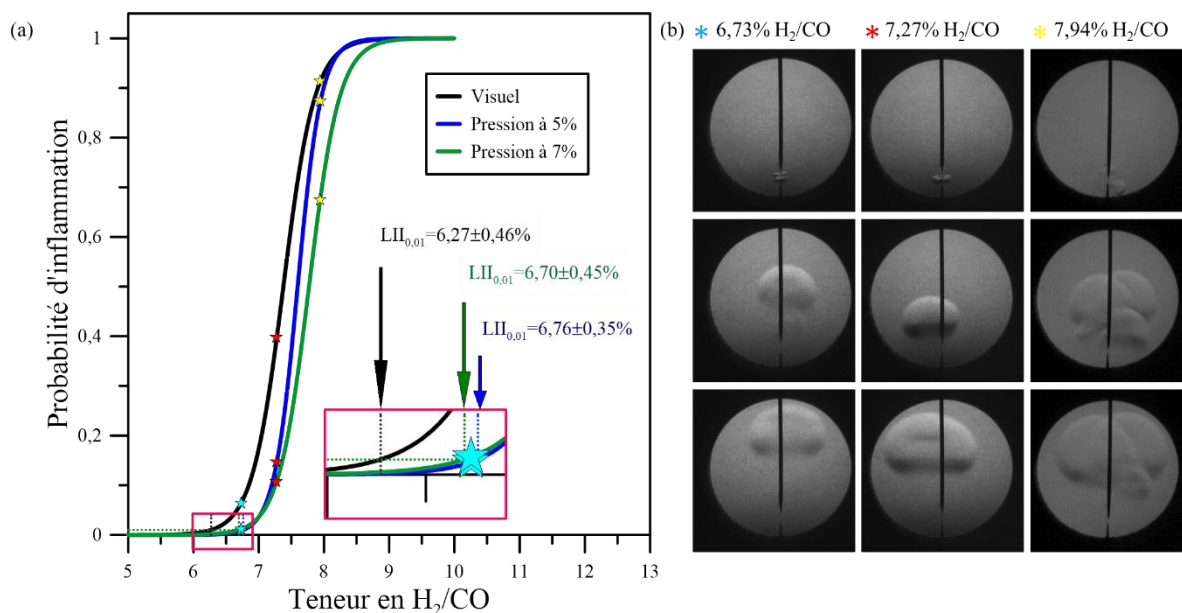 (a)
1
0,8
0,6
0,4
0,2
0
Probabilité d'inflammation
Visuel
Pression à 5%
Pression à 7%
LII0,01=6,27±0,46%
LII0,01=6,70±0,45%
LII0,01=6,76±0,35%
5 6 7 8 9 10 11 12 13
Teneur en H2/CO
(b)
* 6,73% H2/CO * 7,27% H2/CO * 7,94% H2/CO